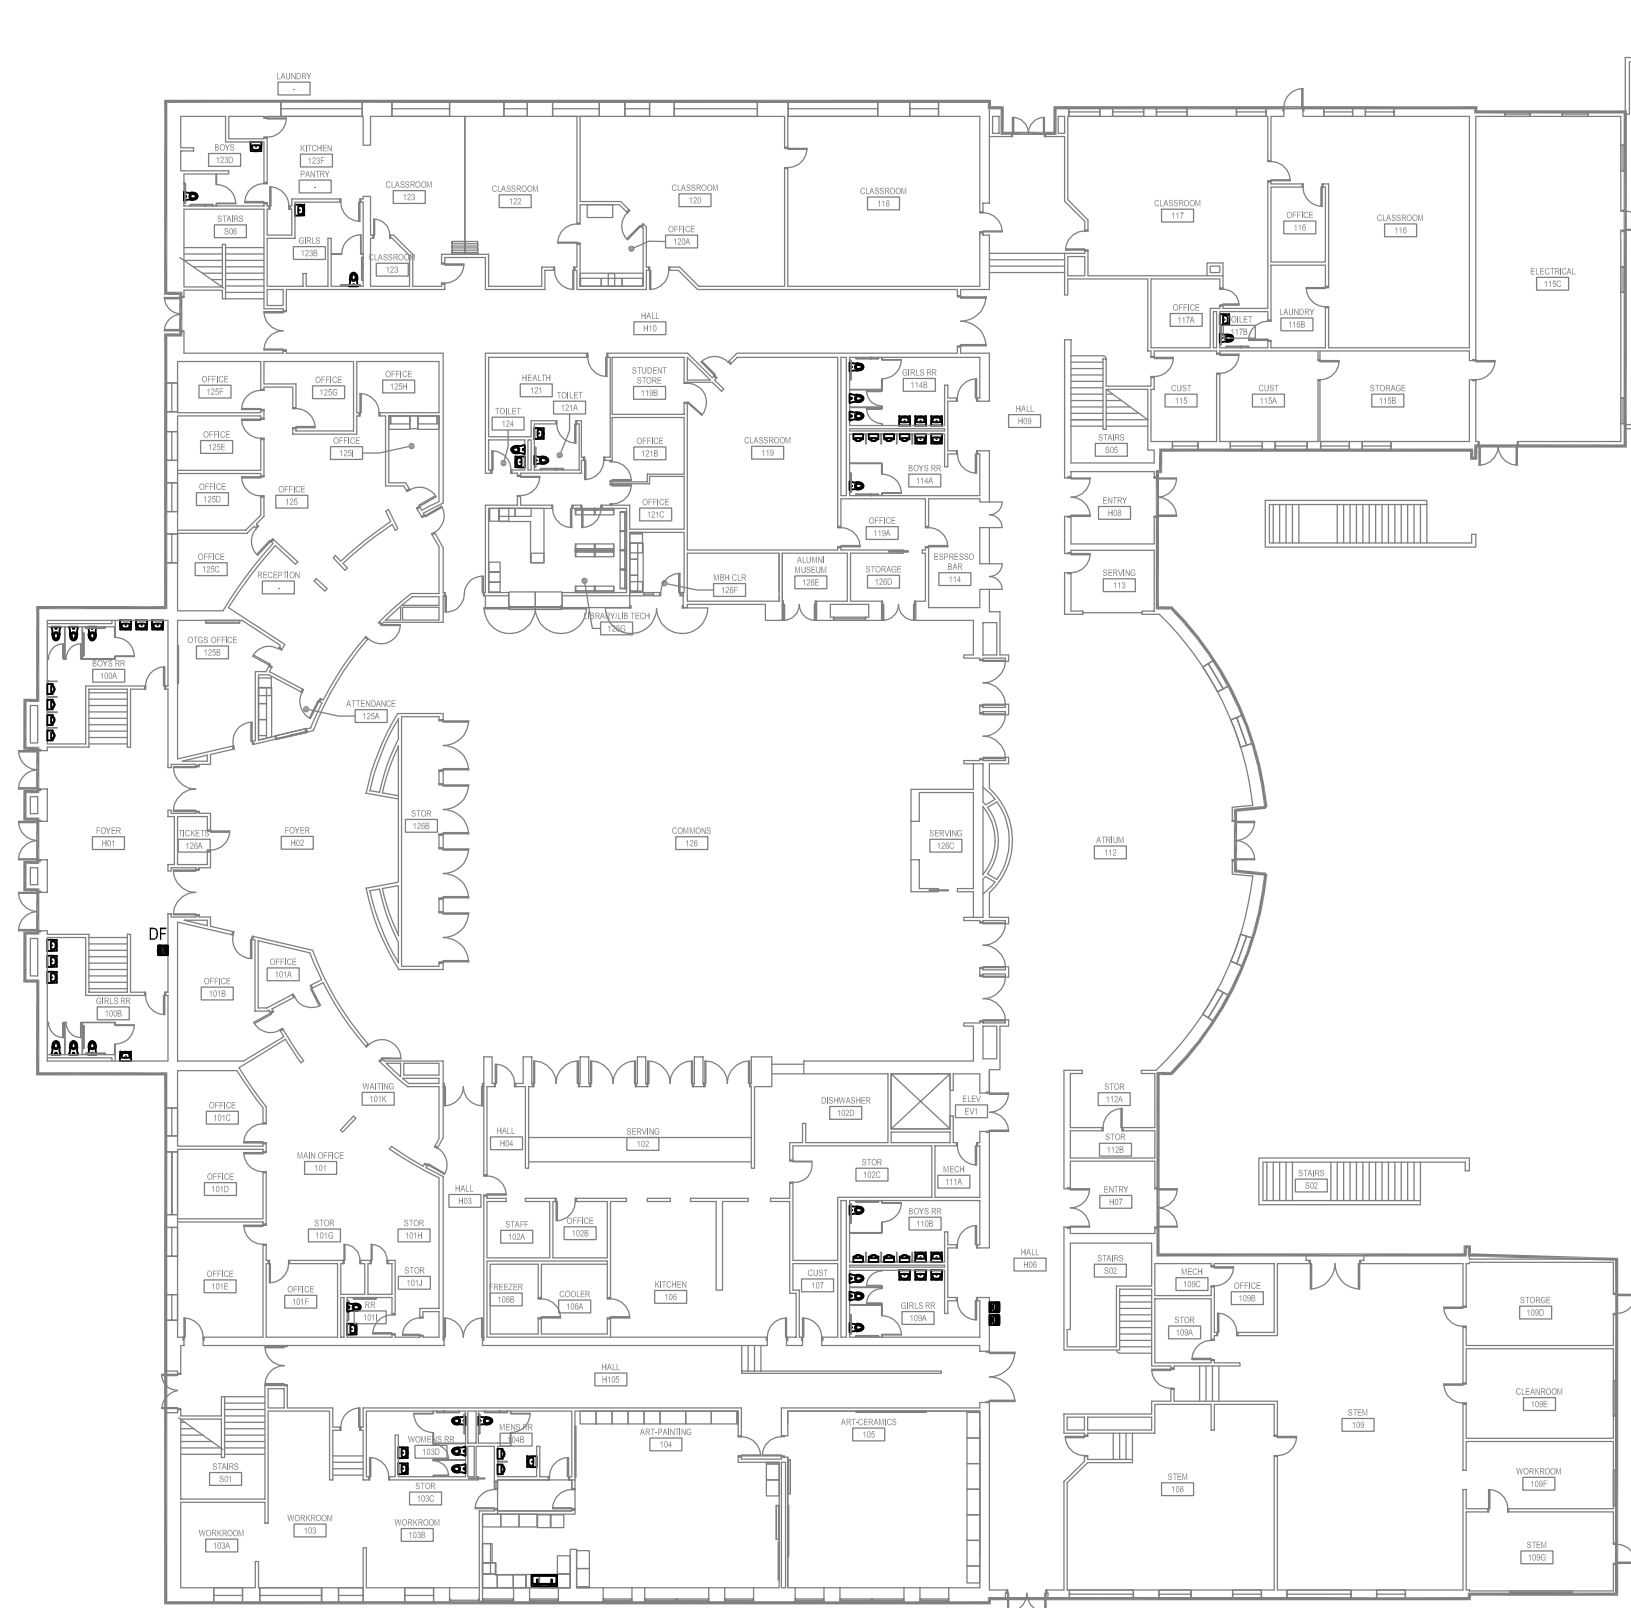 LAUNDRY
-
BOYS
123D
KITCHEN
123F
PANTRY
-
CLASSROOM
123
CLASSROOM
122
CLASSROOM
120
CLASSROOM
118
OFFICE
120A
STAIRS
S06
GIRLS
123B
CLASSROOM
123
CLASSROOM
117
OFFICE
116
CLASSROOM
116
ELECTRICAL
115C
OFFICE
117A
TOILET
117B
LAUNDRY
116B
HALL
H10
OFFICE
125F
OFFICE
125G
OFFICE
125H
HEALTH
121
TOILET
121A
TOILET
124
STUDENT
STORE
119B
GIRLS RR
114B
HALL
H09
CUST
115
CUST
115A
STORAGE
115B
OFFICE
125E
OFFICE
125I
OFFICE
121B
CLASSROOM
119
BOYS RR
114A
STAIRS
S05
OFFICE
125D
OFFICE
125
OFFICE
121C
OFFICE
119A
ENTRY
H08
OFFICE
125C
RECEPTION
-
MBH CLR
126F
ALUMNI
MUSEUM
126E
STORAGE
126D
ESPRESSO
BAR
114
SERVING
113
LIBRARY/LIB TECH
126G
BOYS RR
100A
OTGS OFFICE
125B
ATTENDANCE
125A
FOYER
H01
TICKETS
126A
FOYER
H02
STOR
126B
COMMONS
126
SERVING
126C
ATRIUM
112
DF
OFFICE
101B
OFFICE
101A
GIRLS RR
100B
OFFICE
101C
WAITING
101K
HALL
H04
SERVING
102
DISHWASHER
102D
ELEV
EV1
STOR
112A
STOR
112B
OFFICE
101D
MAIN OFFICE
101
HALL
H03
STOR
102C
MECH
111A
ENTRY
H07
STAIRS
S02
STOR
101G
STOR
101H
STAFF
102A
OFFICE
102B
BOYS RR
110B
HALL
H06
STAIRS
S02
OFFICE
101E
OFFICE
101F
STOR
101J
RR
101I
FREEZER
106B
COOLER
106A
KITCHEN
106
CUST
107
GIRLS RR
109A
MECH
109C
OFFICE
109B
STOR
109A
STORGE
109D
HALL
H105
CLEANROOM
109E
STEM
109
WOMENS RR
103D
MENS RR
104B
ART-PAINTING
104
ART-CERAMICS
105
STAIRS
S01
STOR
103C
STEM
108
WORKROOM
109F
WORKROOM
103A
WORKROOM
103
WORKROOM
103B
STEM
109G